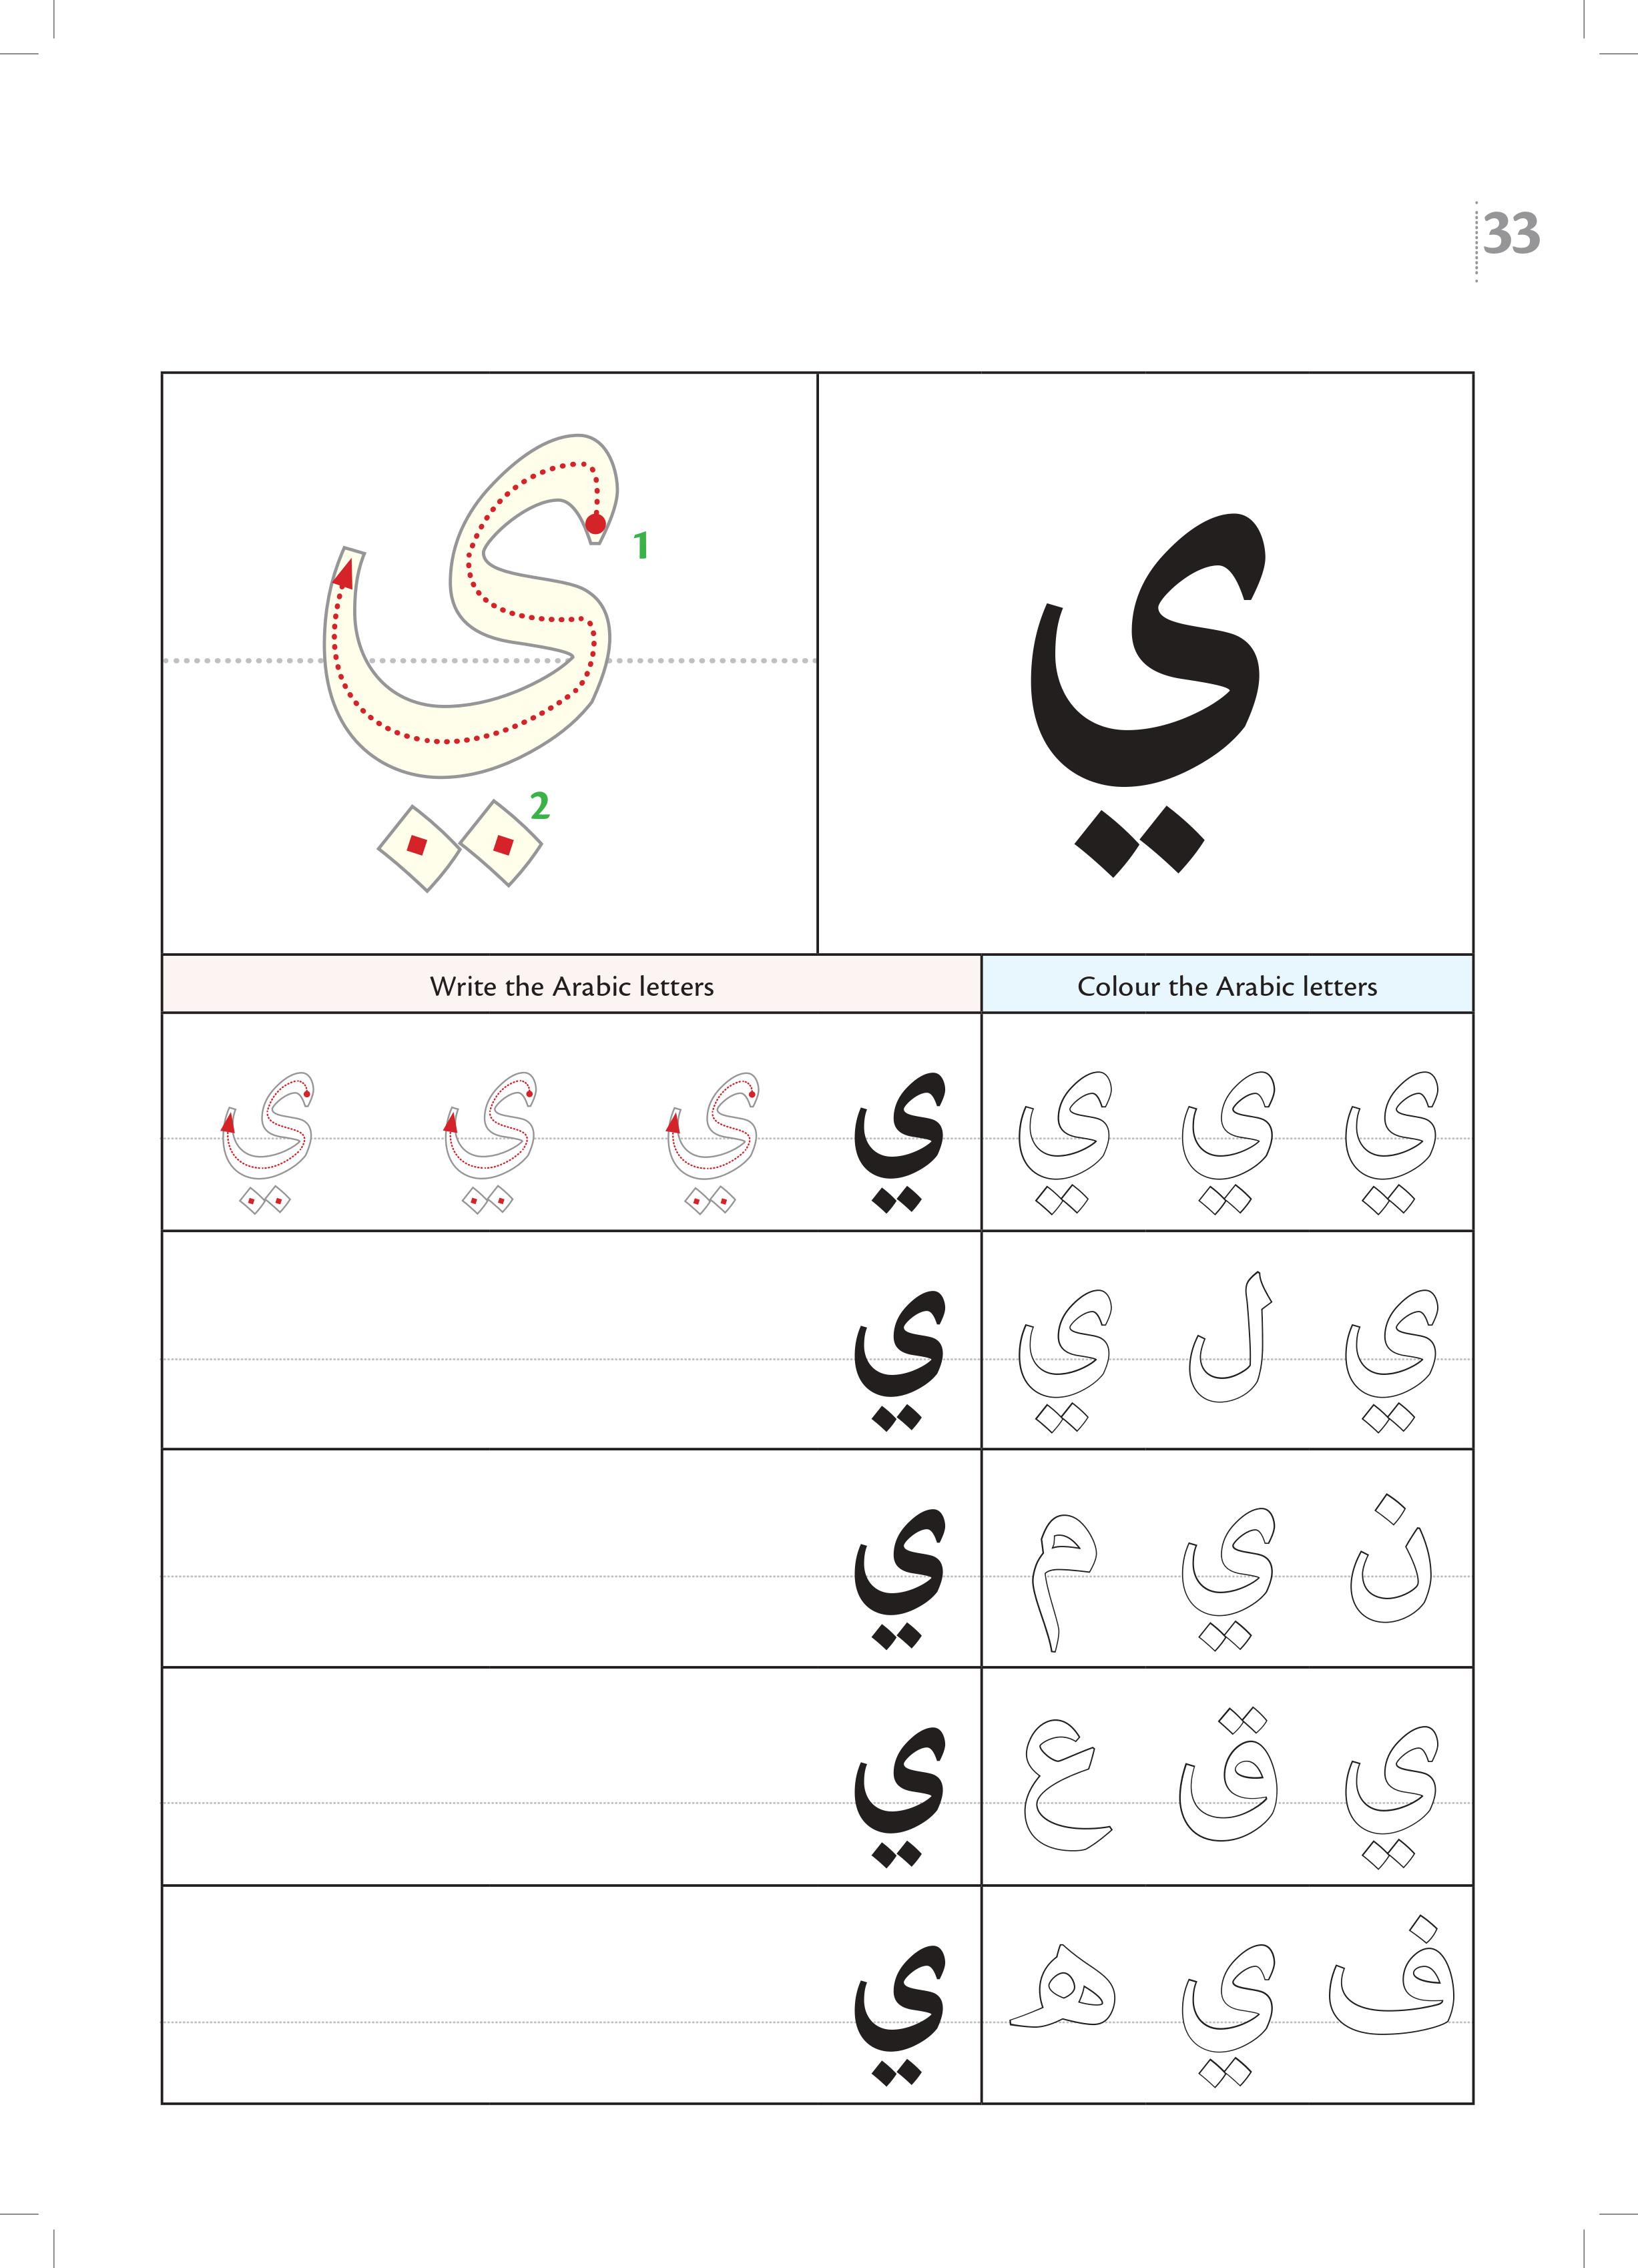 33
1
ي
2
Write the Arabic letters
Colour the Arabic letters
ي ي ي ي ي ي ي
ي ي ل ي
ي ن ي م
ي ي ق ع
ي ف ي ه